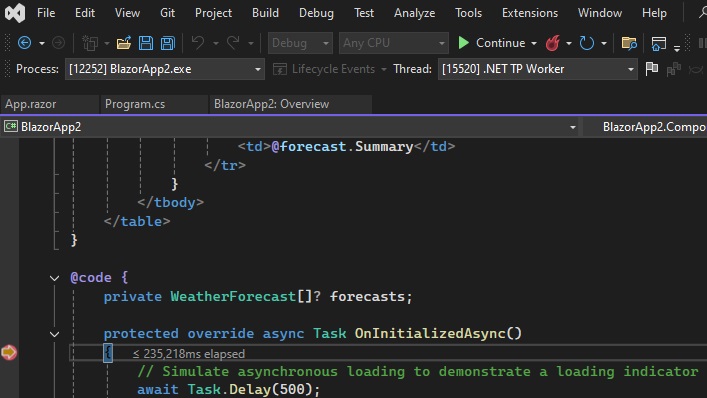 File Edit View Git Project Build Debug Test Analyze Tools Extensions Window Help
Debug Any CPU Continue
Process: [12252] BlazorApp2.exe Lifecycle Events Thread: [15520] .NET TP Worker
App.razor Program.cs BlazorApp2: Overview
C# BlazorApp2 BlazorApp2.Compo
<td>@forecast.Summary</td>
</tr>
}
</tbody>
</table>
}
@code {
private WeatherForecast[]? forecasts;
protected override async Task OnInitializedAsync()
{ ≤ 235,218ms elapsed
// Simulate asynchronous loading to demonstrate a loading indicator
await Task.Delay(500);